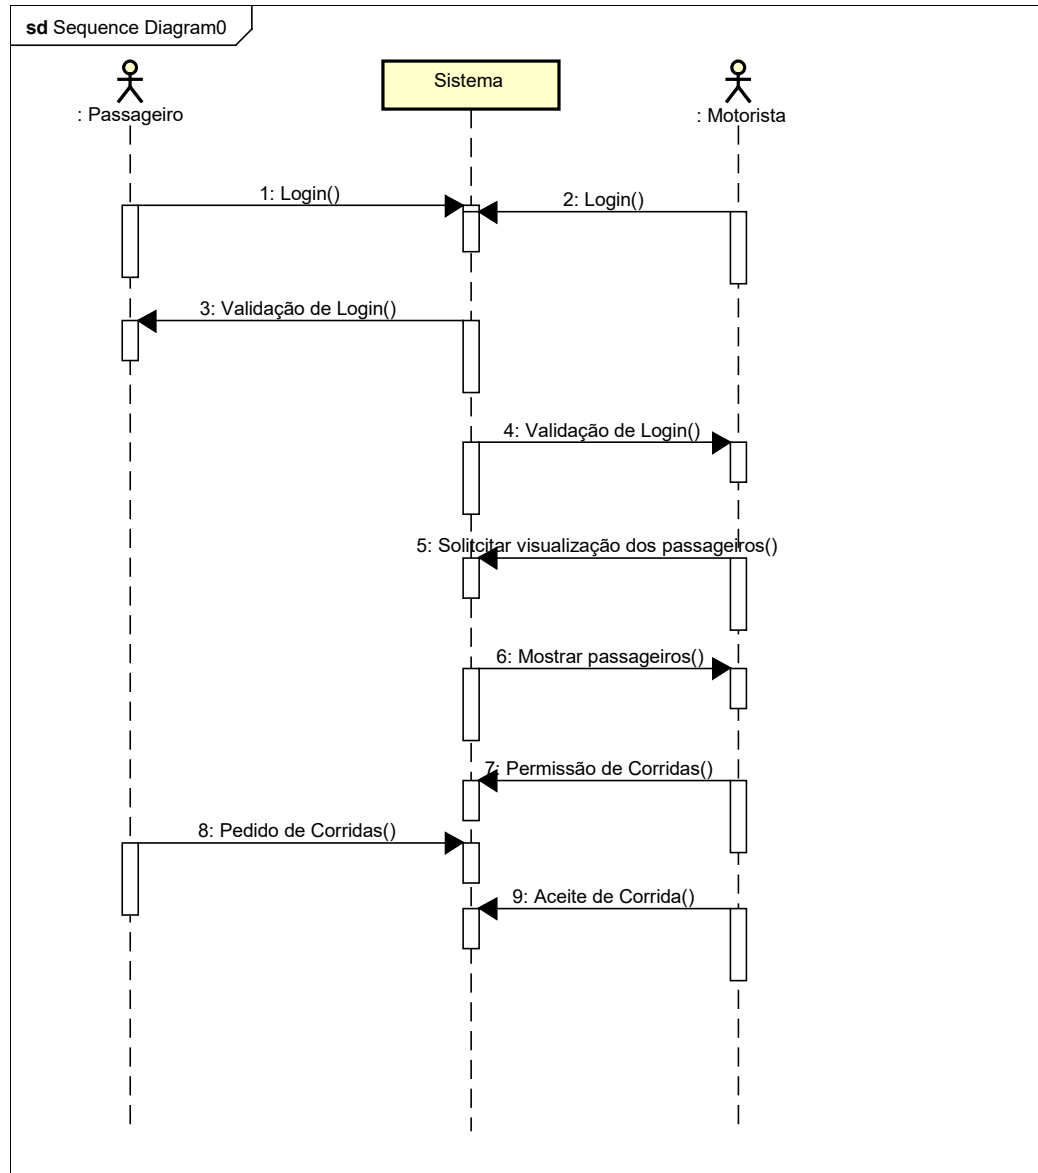 sd Sequence Diagram0
: Passageiro
Sistema
: Motorista
1: Login()
2: Login()
3: Validação de Login()
4: Validação de Login()
5: Solitcitar visualização dos passageiros()
6: Mostrar passageiros()
7: Permissão de Corridas()
8: Pedido de Corridas()
9: Aceite de Corrida()